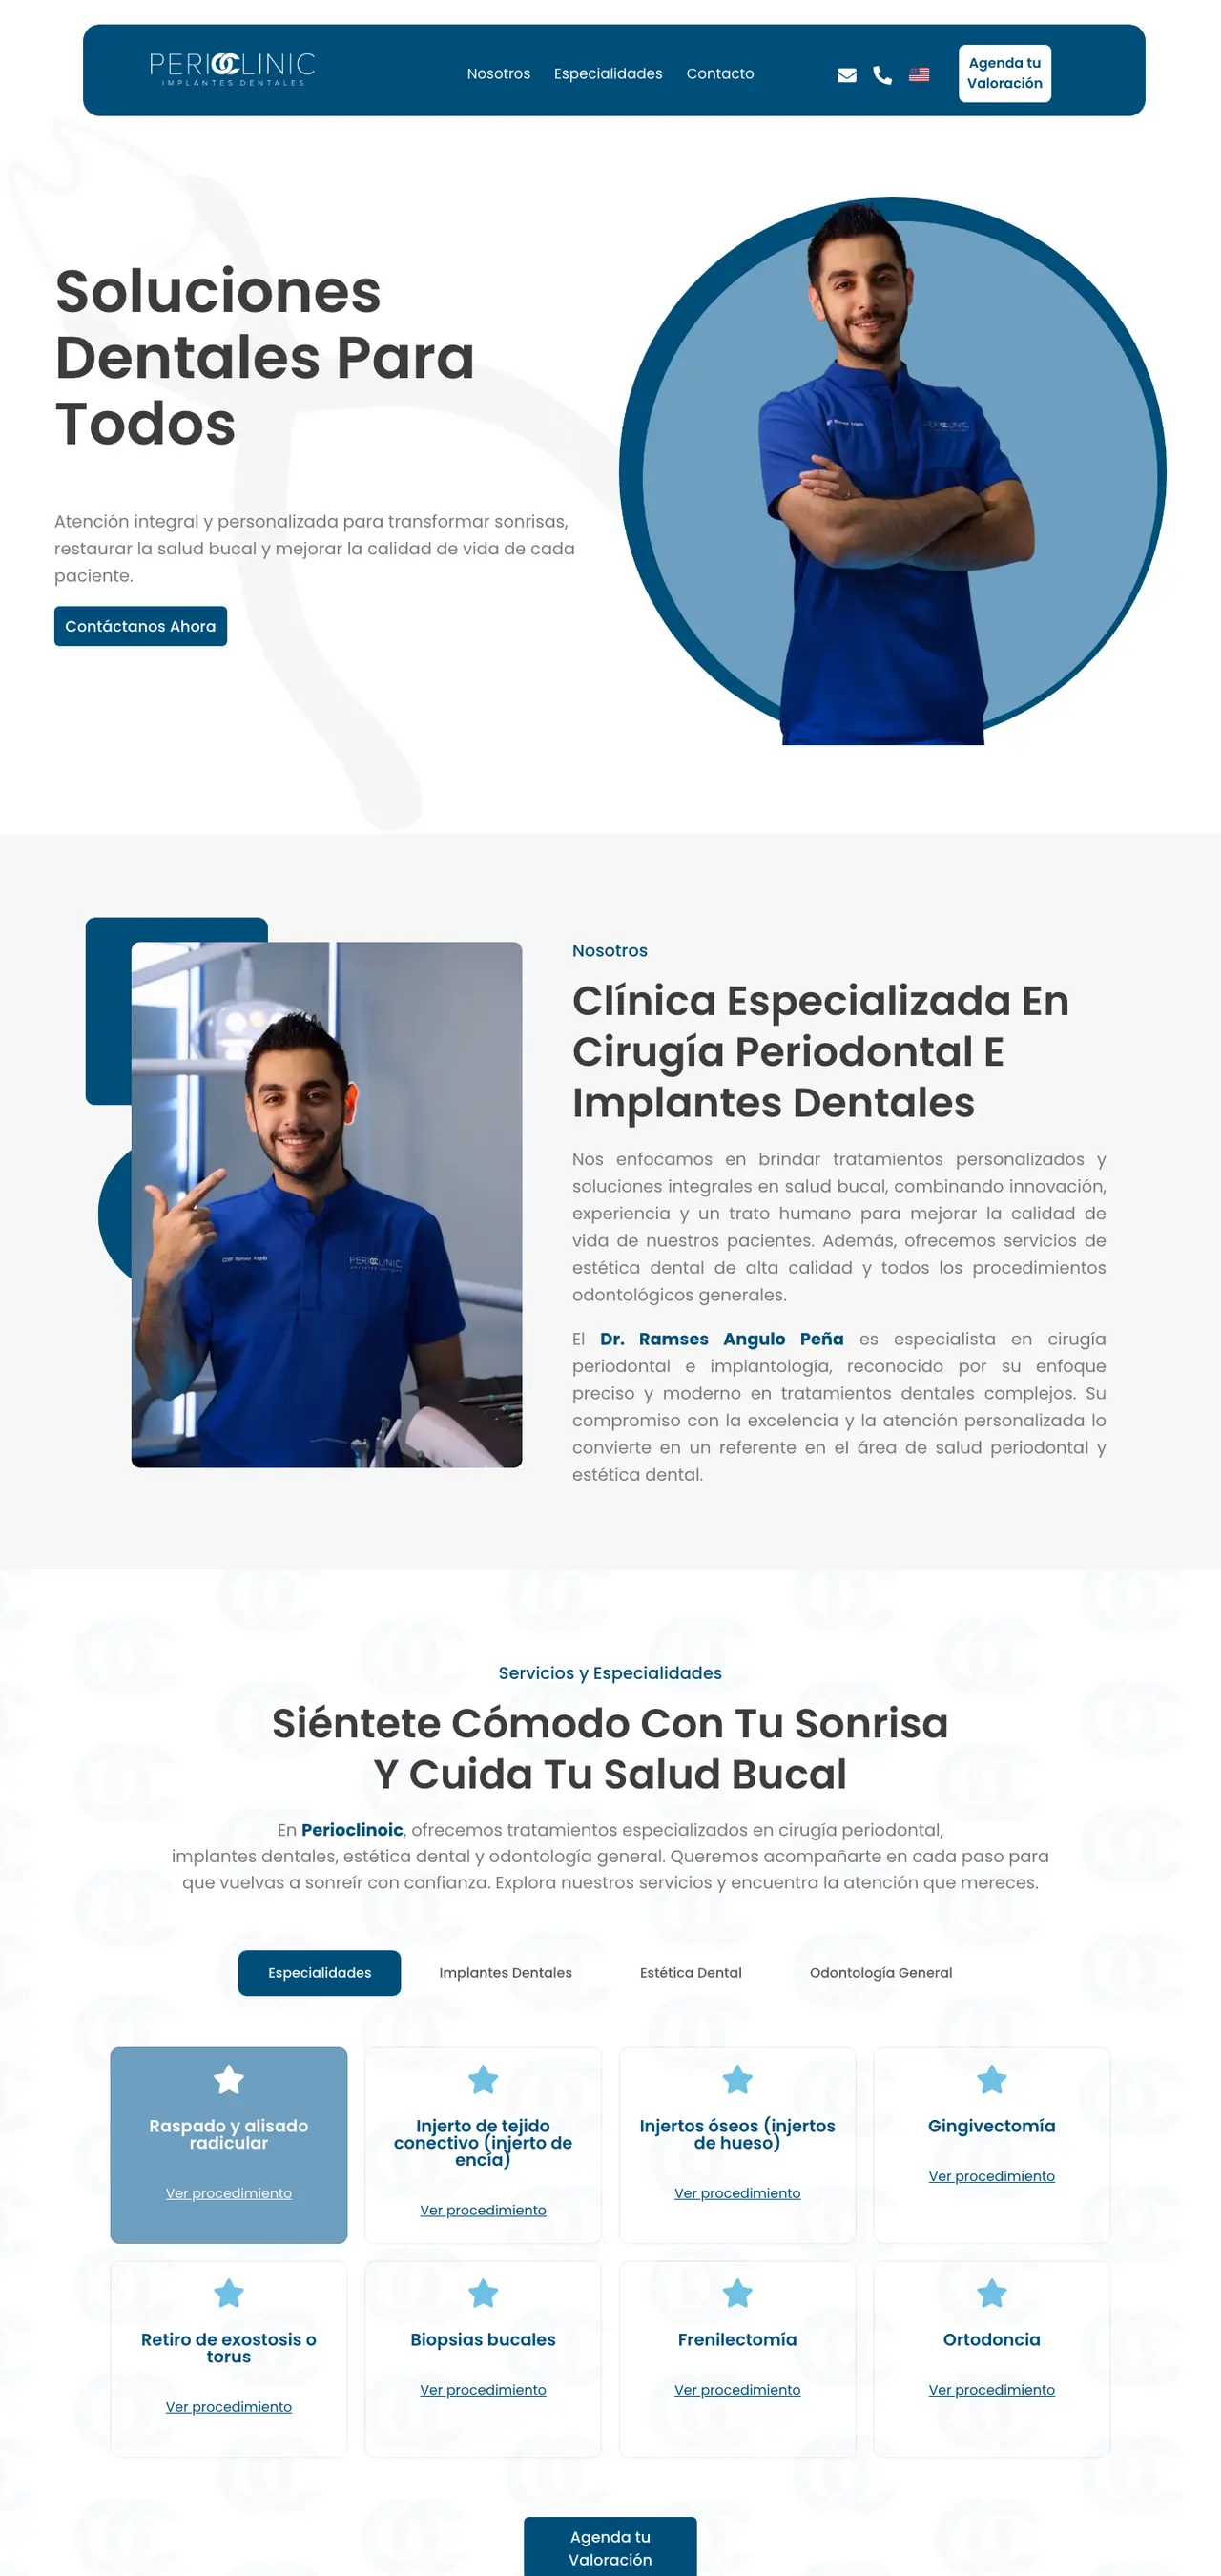 PERIOCLINIC
IMPLANTES DENTALES
Nosotros
Especialidades
Contacto
Agenda tu
Valoración
Soluciones
Dentales Para
Todos
Atención integral y personalizada para transformar sonrisas,
restaurar la salud bucal y mejorar la calidad de vida de cada
paciente.
Contáctanos Ahora
PERIOCLINIC
Nosotros
Clínica Especializada En
Cirugía Periodontal E
Implantes Dentales
Nos enfocamos en brindar tratamientos personalizados y
soluciones integrales en salud bucal, combinando innovación,
experiencia y un trato humano para mejorar la calidad de
vida de nuestros pacientes. Además, ofrecemos servicios de
estética dental de alta calidad y todos los procedimientos
odontológicos generales.
El Dr. Ramses Angulo Peña es especialista en cirugía
periodontal e implantología, reconocido por su enfoque
preciso y moderno en tratamientos dentales complejos. Su
compromiso con la excelencia y la atención personalizada lo
convierte en un referente en el área de salud periodontal y
estética dental.
PERIOCLINIC
Servicios y Especialidades
Siéntete Cómodo Con Tu Sonrisa
Y Cuida Tu Salud Bucal
En Perioclinoic, ofrecemos tratamientos especializados en cirugía periodontal,
implantes dentales, estética dental y odontología general. Queremos acompañarte en cada paso para
que vuelvas a sonreír con confianza. Explora nuestros servicios y encuentra la atención que mereces.
Especialidades
Implantes Dentales
Estética Dental
Odontología General
Raspado y alisado
radicular
Ver procedimiento
Injerto de tejido
conectivo (injerto de
encía)
Ver procedimiento
Injertos óseos (injertos
de hueso)
Ver procedimiento
Gingivectomía
Ver procedimiento
Retiro de exostosis o
torus
Ver procedimiento
Biopsias bucales
Ver procedimiento
Frenilectomía
Ver procedimiento
Ortodoncia
Ver procedimiento
Agenda tu
Valoración